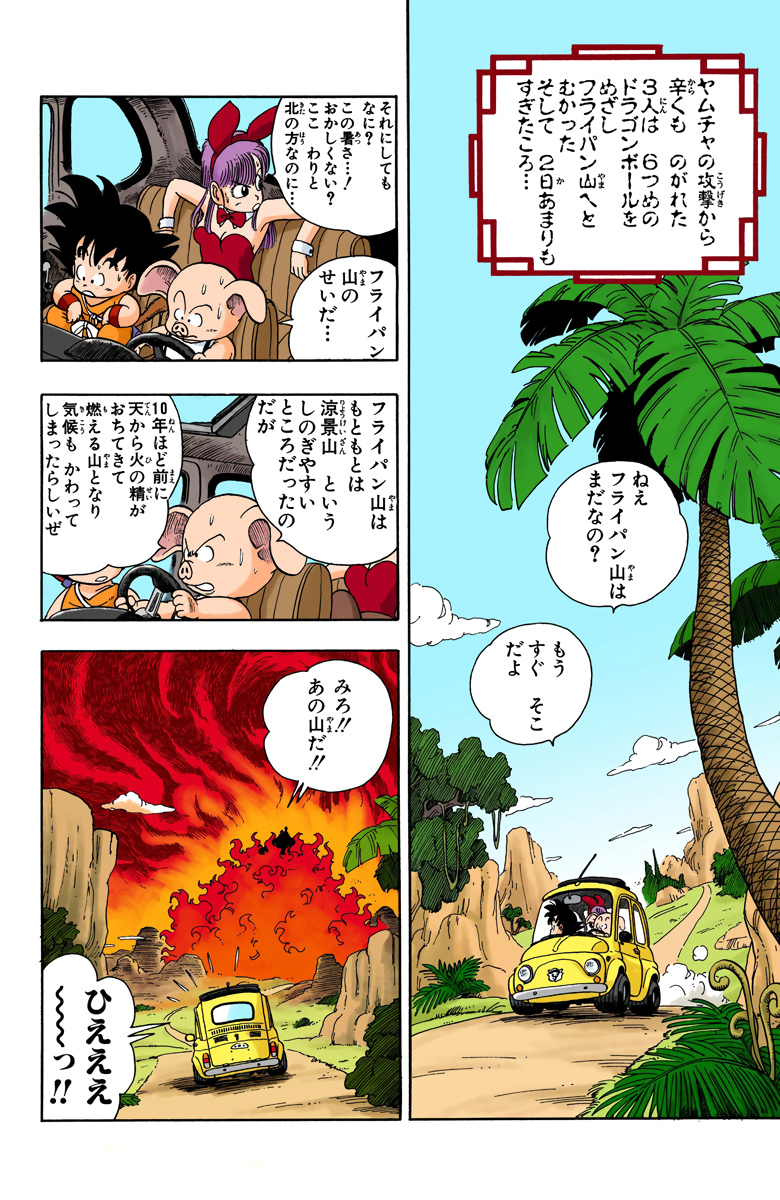 ヤムチャの攻撃から
辛くも のがれた
3人は 6つめの
ドラゴンボールを
めざし
フライパン山へと
むかった
そして 2日あまりも
すぎたころ…
ねえ
フライパン山は
まだなの？
もう
すぐ そこ
だよ
それにしても
なに？
この暑さ…！
おかしくない？
ここ わりと
北の方なのに…
フライパン
山の
せいだ…
フライパン山は
もともとは
涼景山 という
しのぎやすい
ところだったの
だが
10年ほど前に
天から火の精が
おちてきて
燃える山となり
気候も かわって
しまったらしいぜ
みろ!!
あの山だ!!
ひえええ
〜〜〜っ!!